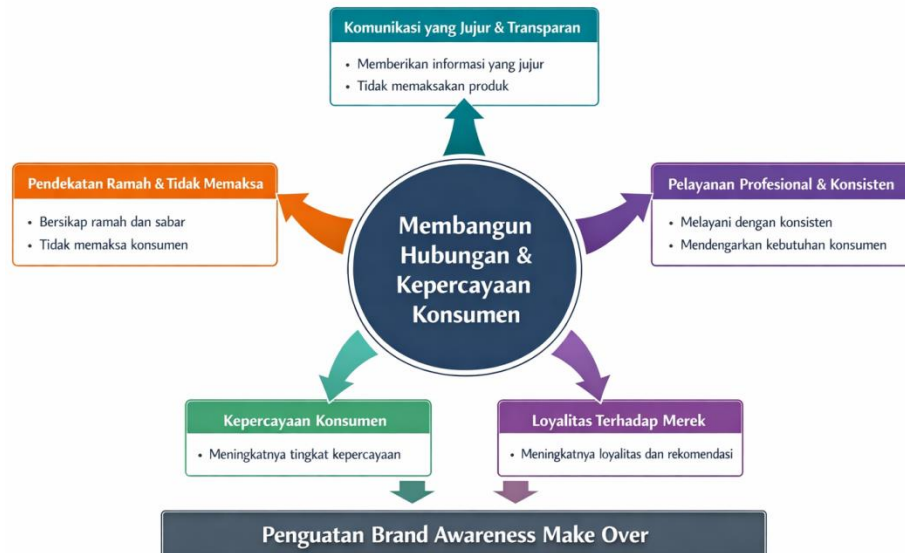 Komunikasi yang Jujur & Transparan
• Memberikan informasi yang jujur
• Tidak memaksakan produk
Pendekatan Ramah & Tidak Memaksa
• Bersikap ramah dan sabar
• Tidak memaksa konsumen
Membangun
Hubungan &
Kepercayaan
Konsumen
Pelayanan Profesional & Konsisten
• Melayani dengan konsisten
• Mendengarkan kebutuhan konsumen
Kepercayaan Konsumen
• Meningkatnya tingkat kepercayaan
Loyalitas Terhadap Merek
• Meningkatnya loyalitas dan rekomendasi
Penguatan Brand Awareness Make Over